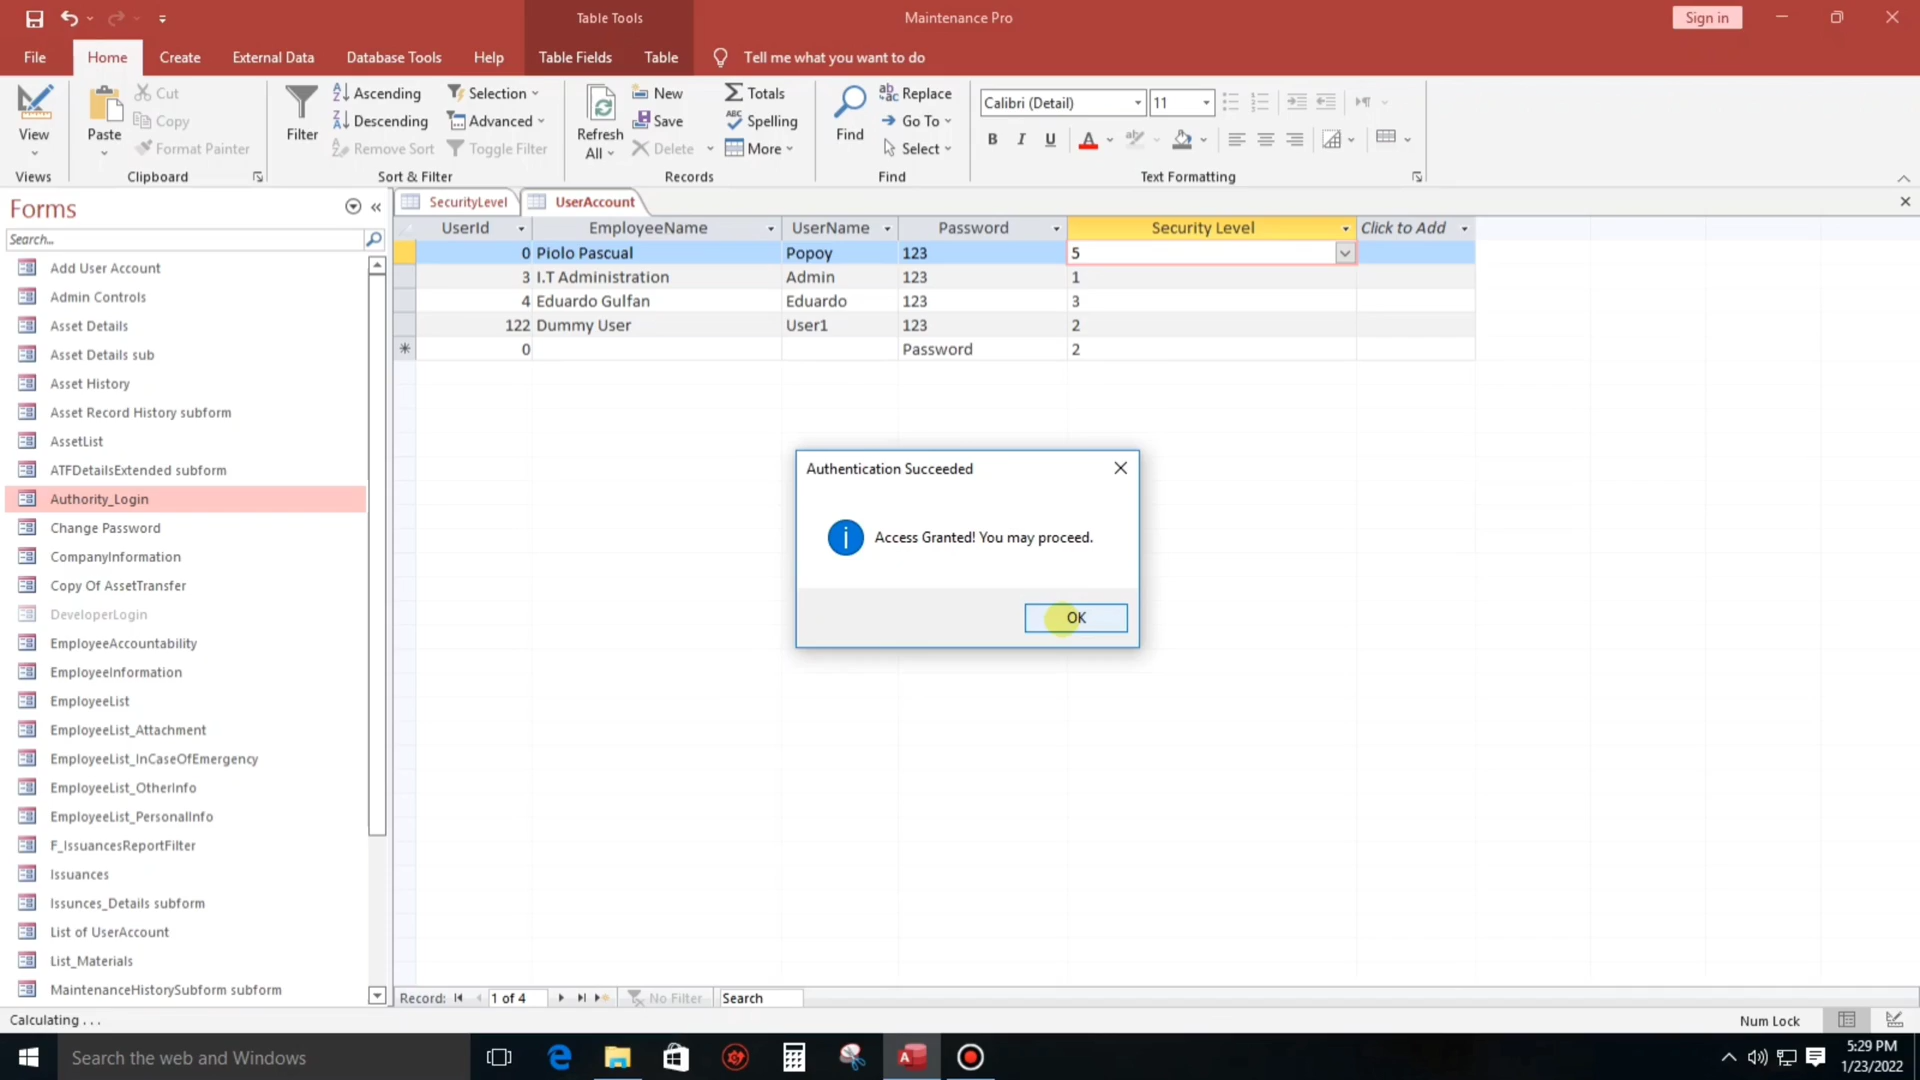 Table Tools
Maintenance Pro
Sign in
File
Home
Create
External Data
Database Tools
Help
Table Fields
Table
Tell me what you want to do
View
Paste
Cut
Copy
Format Painter
Filter
Ascending
Descending
Remove Sort
Selection
Advanced
Toggle Filter
Refresh
All
New
Save
Delete
Totals
Spelling
More
Find
Replace
Go To
Select
Calibri (Detail)
11
B I U
Views
Clipboard
Sort & Filter
Records
Find
Text Formatting
Forms
Search...
Add User Account
Admin Controls
Asset Details
Asset Details sub
Asset History
Asset Record History subform
AssetList
ATFDetailsExtended subform
Authority_Login
Change Password
CompanyInformation
Copy Of AssetTransfer
DeveloperLogin
EmployeeAccountability
EmployeeInformation
EmployeeList
EmployeeList_Attachment
EmployeeList_InCaseOfEmergency
EmployeeList_OtherInfo
EmployeeList_PersonalInfo
F_IssuancesReportFilter
Issuances
Issunces_Details subform
List of UserAccount
List_Materials
MaintenanceHistorySubform subform
SecurityLevel
UserAccount
UserId EmployeeName UserName Password Security Level Click to Add
0 Piolo Pascual Popoy 123 5
3 I.T Administration Admin 123 1
4 Eduardo Gulfan Eduardo 123 3
122 Dummy User User1 123 2
0 Password 2
Authentication Succeeded
Access Granted! You may proceed.
OK
Record: 1 of 4 No Filter Search
Calculating . . .
Num Lock
Search the web and Windows
5:29 PM
1/23/2022